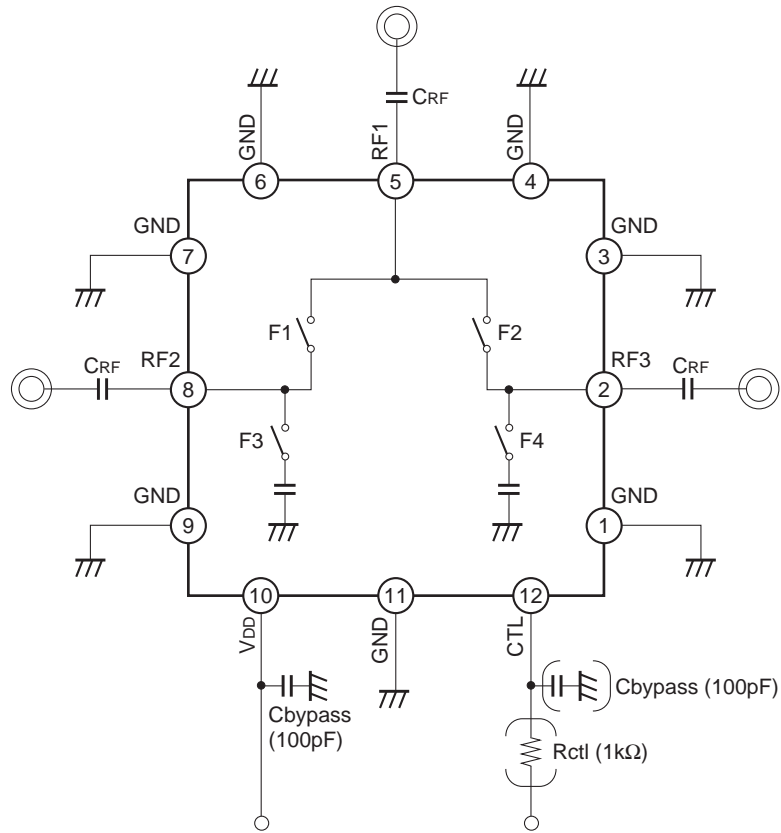 CRF
GND
RF1
GND
6
5
4
GND
GND
7
3
F1
F2
CRF
RF2
RF3
CRF
8
2
F3
F4
GND
GND
9
1
10
11
12
VDD
GND
CTL
Cbypass
(100pF)
Cbypass (100pF)
Rctl (1kΩ)